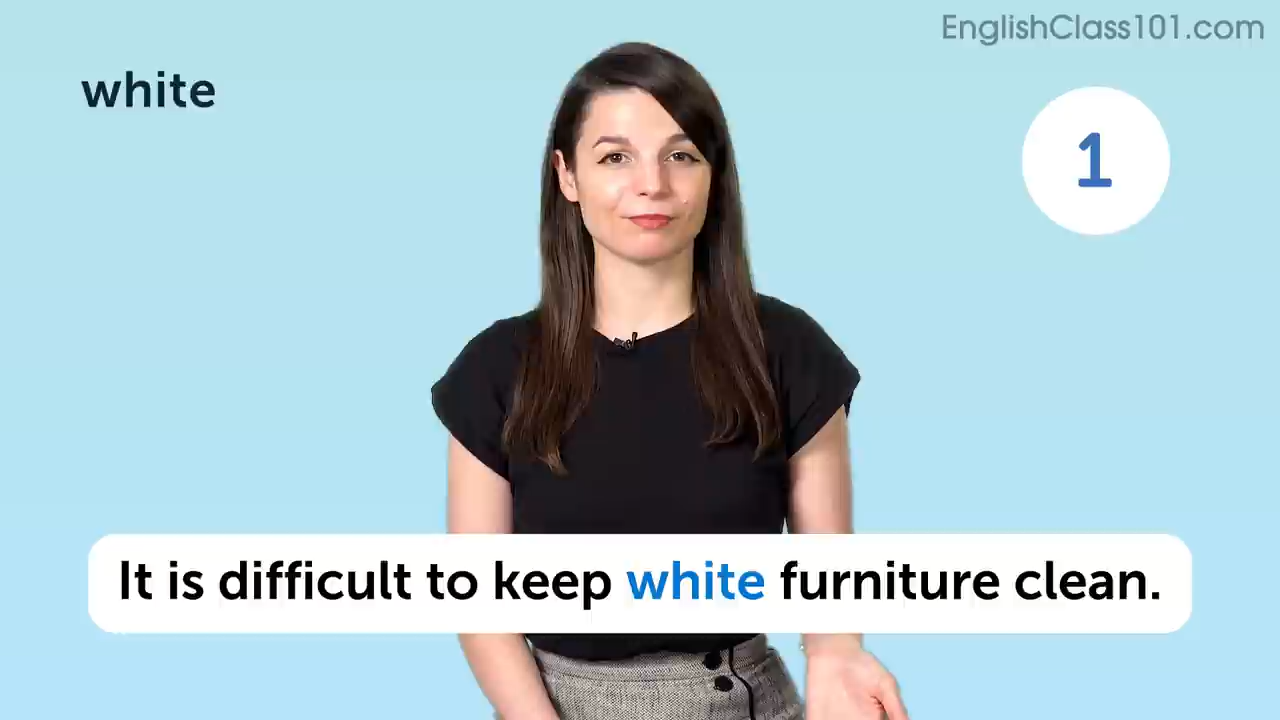 EnglishClass101.com
white
1
It is difficult to keep white furniture clean.